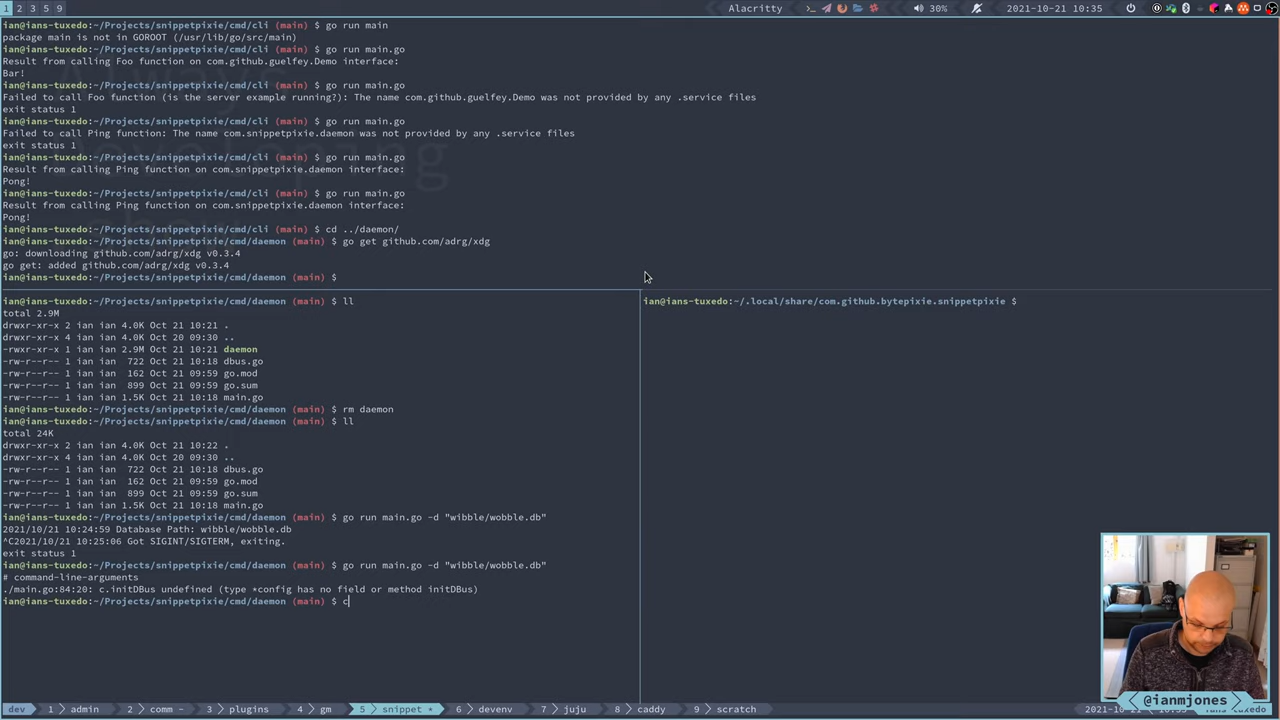 1 2 3 5 9
Alacritty
30%
2021-10-21 10:35
ian@ians-tuxedo:~/Projects/snippetpixie/cmd/cli (main) $ go run main
package main is not in GOROOT (/usr/lib/go/src/main)
ian@ians-tuxedo:~/Projects/snippetpixie/cmd/cli (main) $ go run main.go
Result from calling Foo function on com.github.guelfey.Demo interface:
Bar!
ian@ians-tuxedo:~/Projects/snippetpixie/cmd/cli (main) $ go run main.go
Failed to call Foo function (is the server example running?): The name com.github.guelfey.Demo was not provided by any .service files
exit status 1
ian@ians-tuxedo:~/Projects/snippetpixie/cmd/cli (main) $ go run main.go
Failed to call Ping function: The name com.snippetpixie.daemon was not provided by any .service files
exit status 1
ian@ians-tuxedo:~/Projects/snippetpixie/cmd/cli (main) $ go run main.go
Result from calling Ping function on com.snippetpixie.daemon interface:
Pong!
ian@ians-tuxedo:~/Projects/snippetpixie/cmd/cli (main) $ go run main.go
Result from calling Ping function on com.snippetpixie.daemon interface:
Pong!
ian@ians-tuxedo:~/Projects/snippetpixie/cmd/cli (main) $ cd ../daemon/
ian@ians-tuxedo:~/Projects/snippetpixie/cmd/daemon (main) $ go get github.com/adrg/xdg
go: downloading github.com/adrg/xdg v0.3.4
go get: added github.com/adrg/xdg v0.3.4
ian@ians-tuxedo:~/Projects/snippetpixie/cmd/daemon (main) $
ian@ians-tuxedo:~/Projects/snippetpixie/cmd/daemon (main) $ ll
total 2.9M
drwxr-xr-x 2 ian ian 4.0K Oct 21 10:21 .
drwxr-xr-x 4 ian ian 4.0K Oct 20 09:30 ..
-rwxr-xr-x 1 ian ian 2.9M Oct 21 10:21 daemon
-rw-r--r-- 1 ian ian  722 Oct 21 10:18 dbus.go
-rw-r--r-- 1 ian ian  162 Oct 21 09:59 go.mod
-rw-r--r-- 1 ian ian  899 Oct 21 09:59 go.sum
-rw-r--r-- 1 ian ian 1.5K Oct 21 10:18 main.go
ian@ians-tuxedo:~/Projects/snippetpixie/cmd/daemon (main) $ rm daemon
ian@ians-tuxedo:~/Projects/snippetpixie/cmd/daemon (main) $ ll
total 24K
drwxr-xr-x 2 ian ian 4.0K Oct 21 10:22 .
drwxr-xr-x 4 ian ian 4.0K Oct 20 09:30 ..
-rw-r--r-- 1 ian ian  722 Oct 21 10:18 dbus.go
-rw-r--r-- 1 ian ian  162 Oct 21 09:59 go.mod
-rw-r--r-- 1 ian ian  899 Oct 21 09:59 go.sum
-rw-r--r-- 1 ian ian 1.5K Oct 21 10:18 main.go
ian@ians-tuxedo:~/Projects/snippetpixie/cmd/daemon (main) $ go run main.go -d "wibble/wobble.db"
2021/10/21 10:24:59 Database Path: wibble/wobble.db
^C2021/10/21 10:25:06 Got SIGINT/SIGTERM, exiting.
exit status 1
ian@ians-tuxedo:~/Projects/snippetpixie/cmd/daemon (main) $ go run main.go -d "wibble/wobble.db"
# command-line-arguments
./main.go:84:20: c.initDBus undefined (type *config has no field or method initDBus)
ian@ians-tuxedo:~/Projects/snippetpixie/cmd/daemon (main) $ c
ian@ians-tuxedo:~/.local/share/com.github.bytepixie.snippetpixie $
@ianmjones
dev 1 admin 2 comm - 3 plugins 4 gm 5 snippet * 6 devenv 7 juju 8 caddy 9 scratch